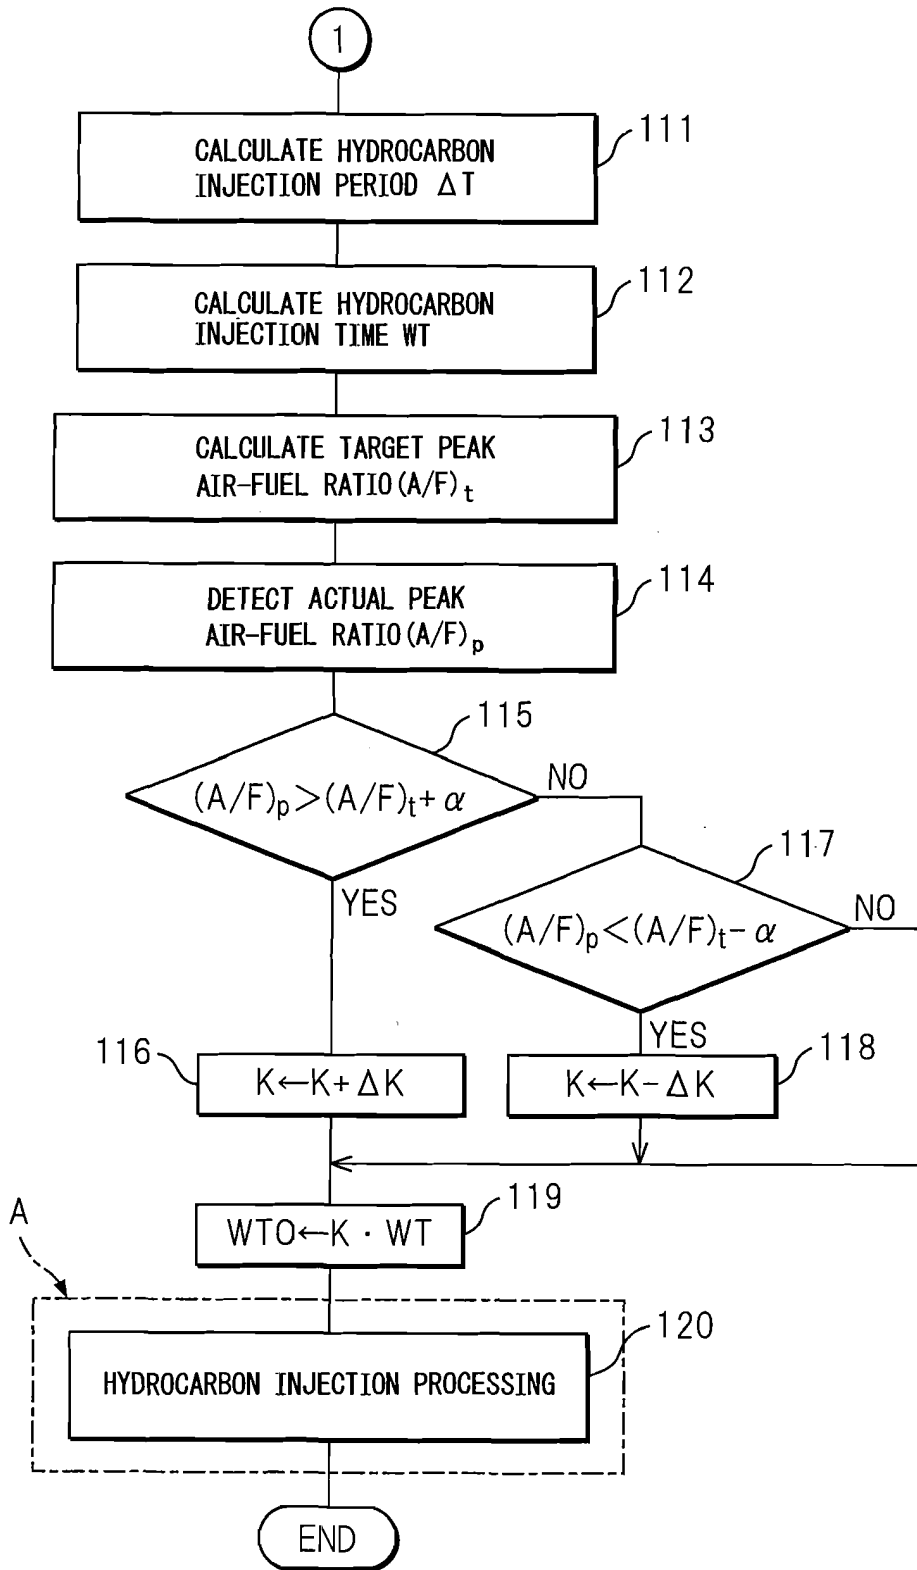 1
CALCULATE HYDROCARBON
INJECTION PERIOD ΔT
111
CALCULATE HYDROCARBON
INJECTION TIME WT
112
CALCULATE TARGET PEAK
AIR-FUEL RATIO(A/F)t
113
DETECT ACTUAL PEAK
AIR-FUEL RATIO(A/F)p
114
115
(A/F)p>(A/F)t+α
NO
YES
117
(A/F)p<(A/F)t-α
NO
YES
116
K←K+ΔK
K←K-ΔK
118
WTO←K・WT
119
A
HYDROCARBON INJECTION PROCESSING
120
END